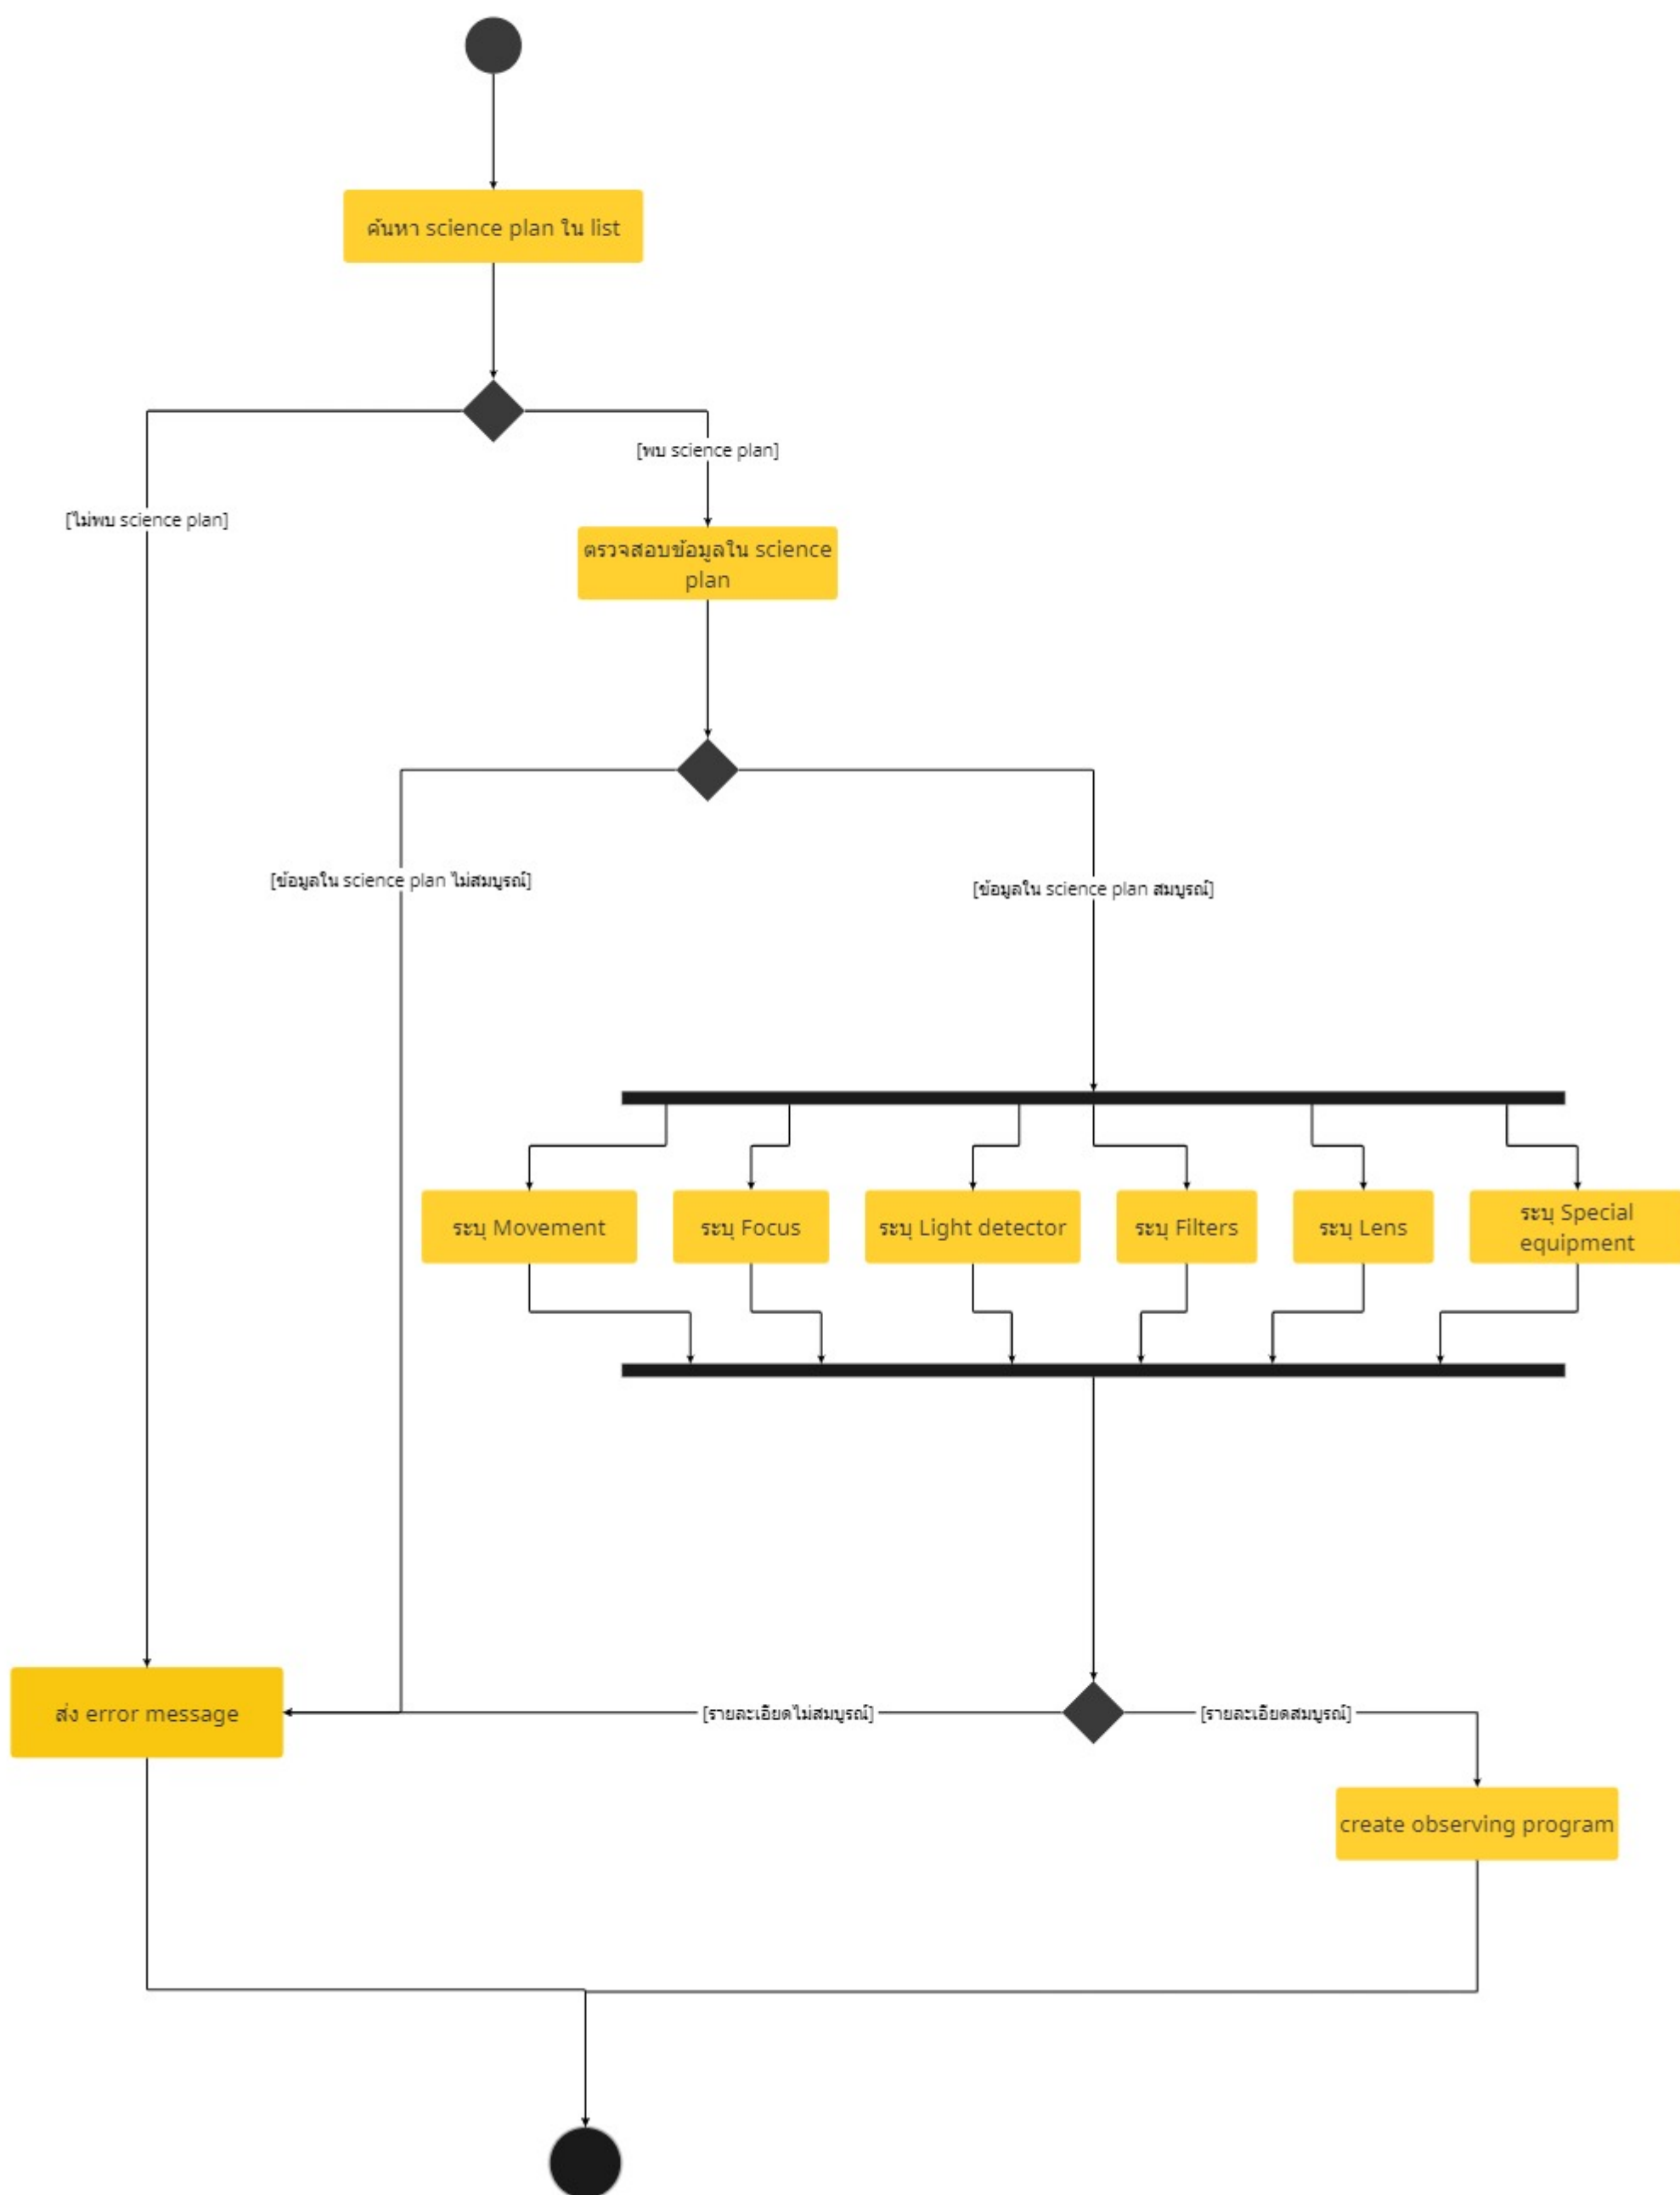 ค้นหา science plan ใน list
[พบ science plan]
[ไม่พบ science plan]
ตรวจสอบข้อมูลใน science
plan
[ข้อมูลใน science plan ไม่สมบูรณ์]
[ข้อมูลใน science plan สมบูรณ์]
ระบุ Movement
ระบุ Focus
ระบุ Light detector
ระบุ Filters
ระบุ Lens
ระบุ Special
equipment
ส่ง error message
[รายละเอียดไม่สมบูรณ์]
[รายละเอียดสมบูรณ์]
create observing program